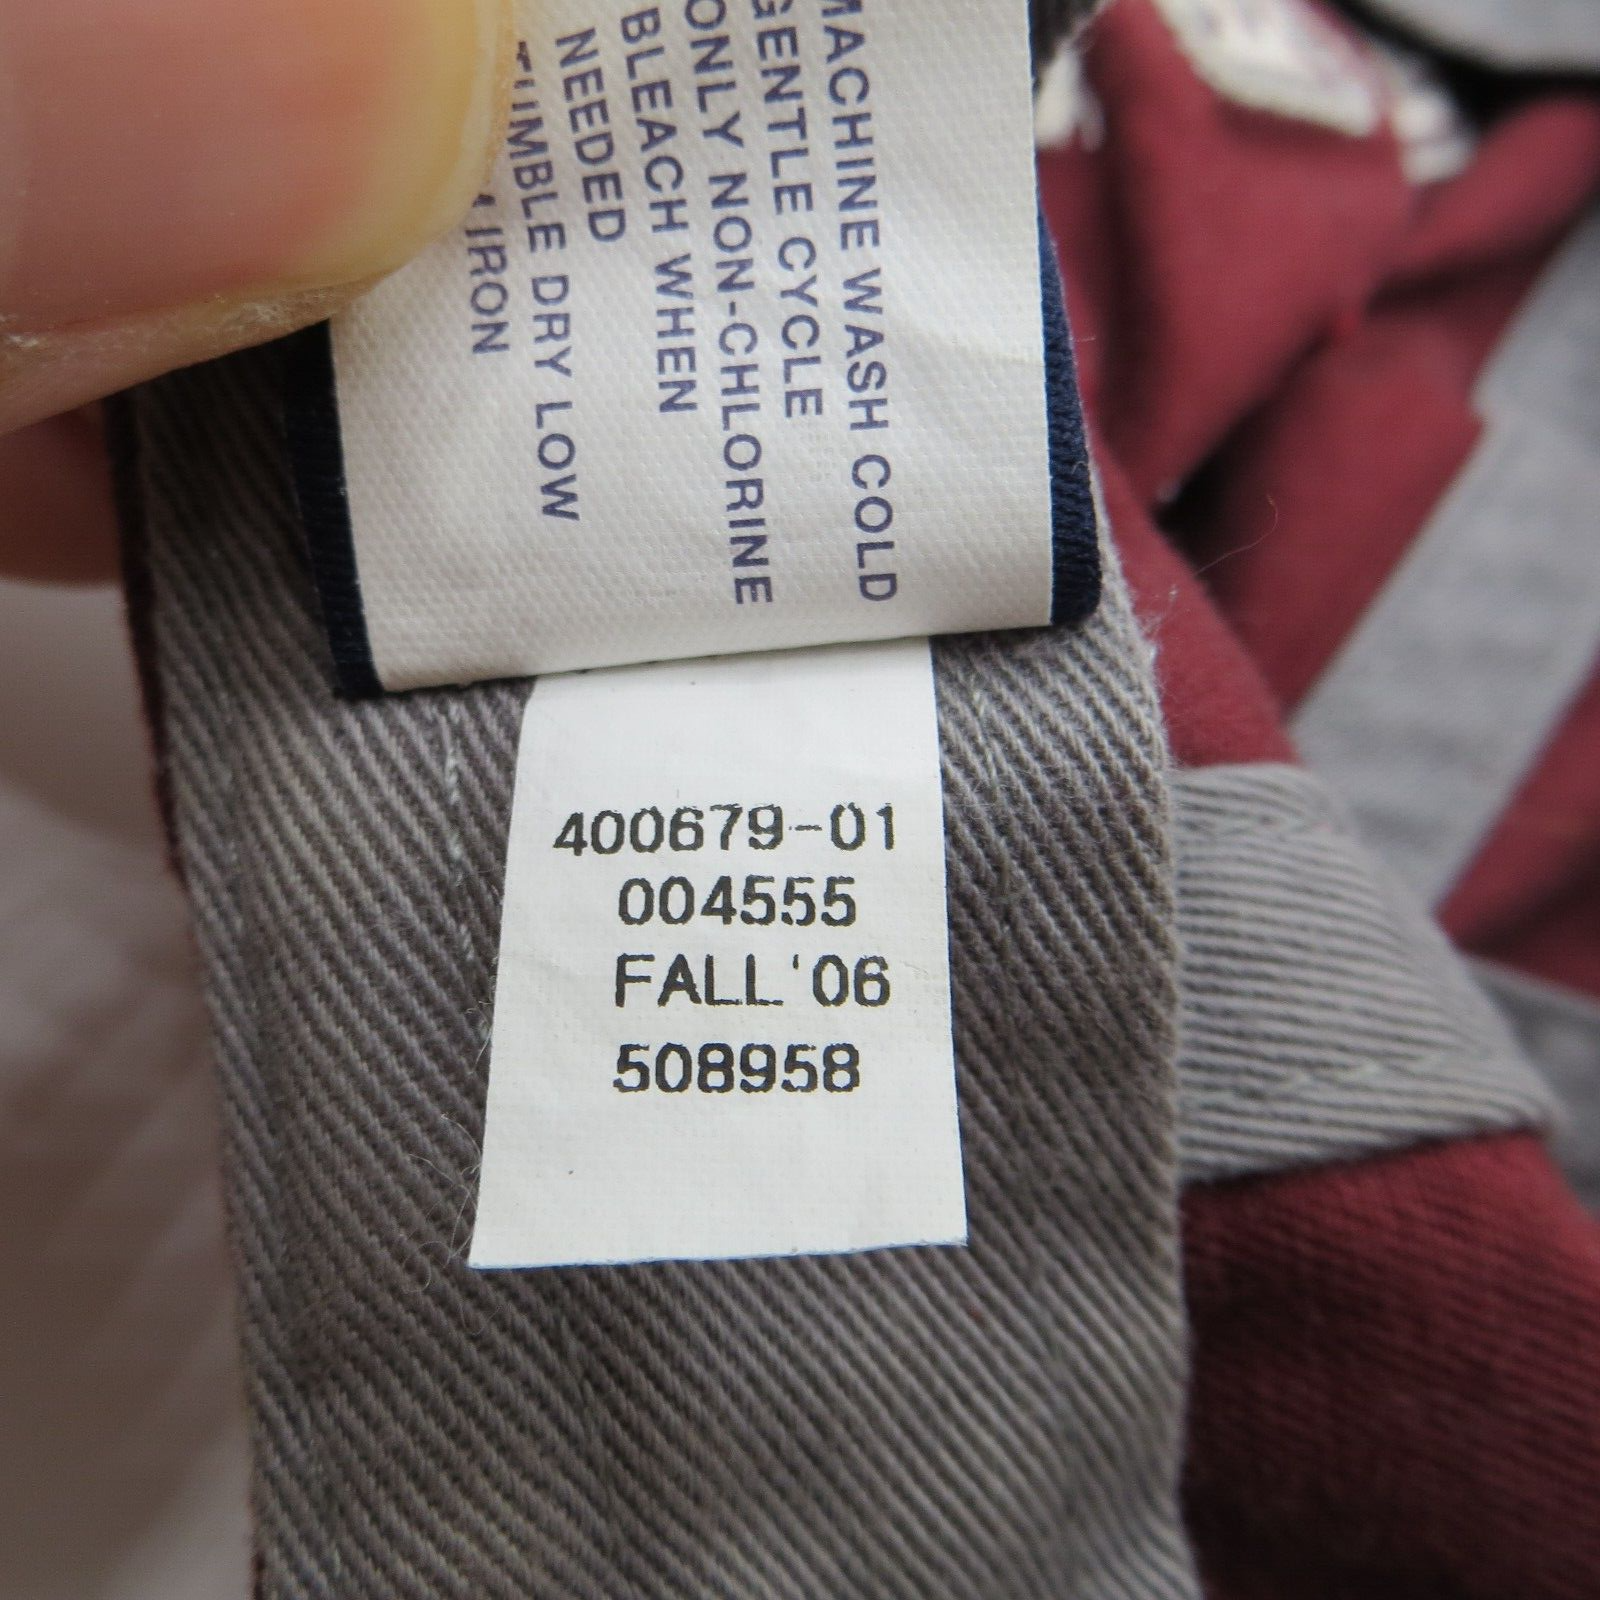 MACHINE WASH COLD
GENTLE CYCLE
ONLY NON-CHLORINE
BLEACH WHEN
NEEDED
TUMBLE DRY LOW
IRON
400679-01
004555
FALL '06
508958